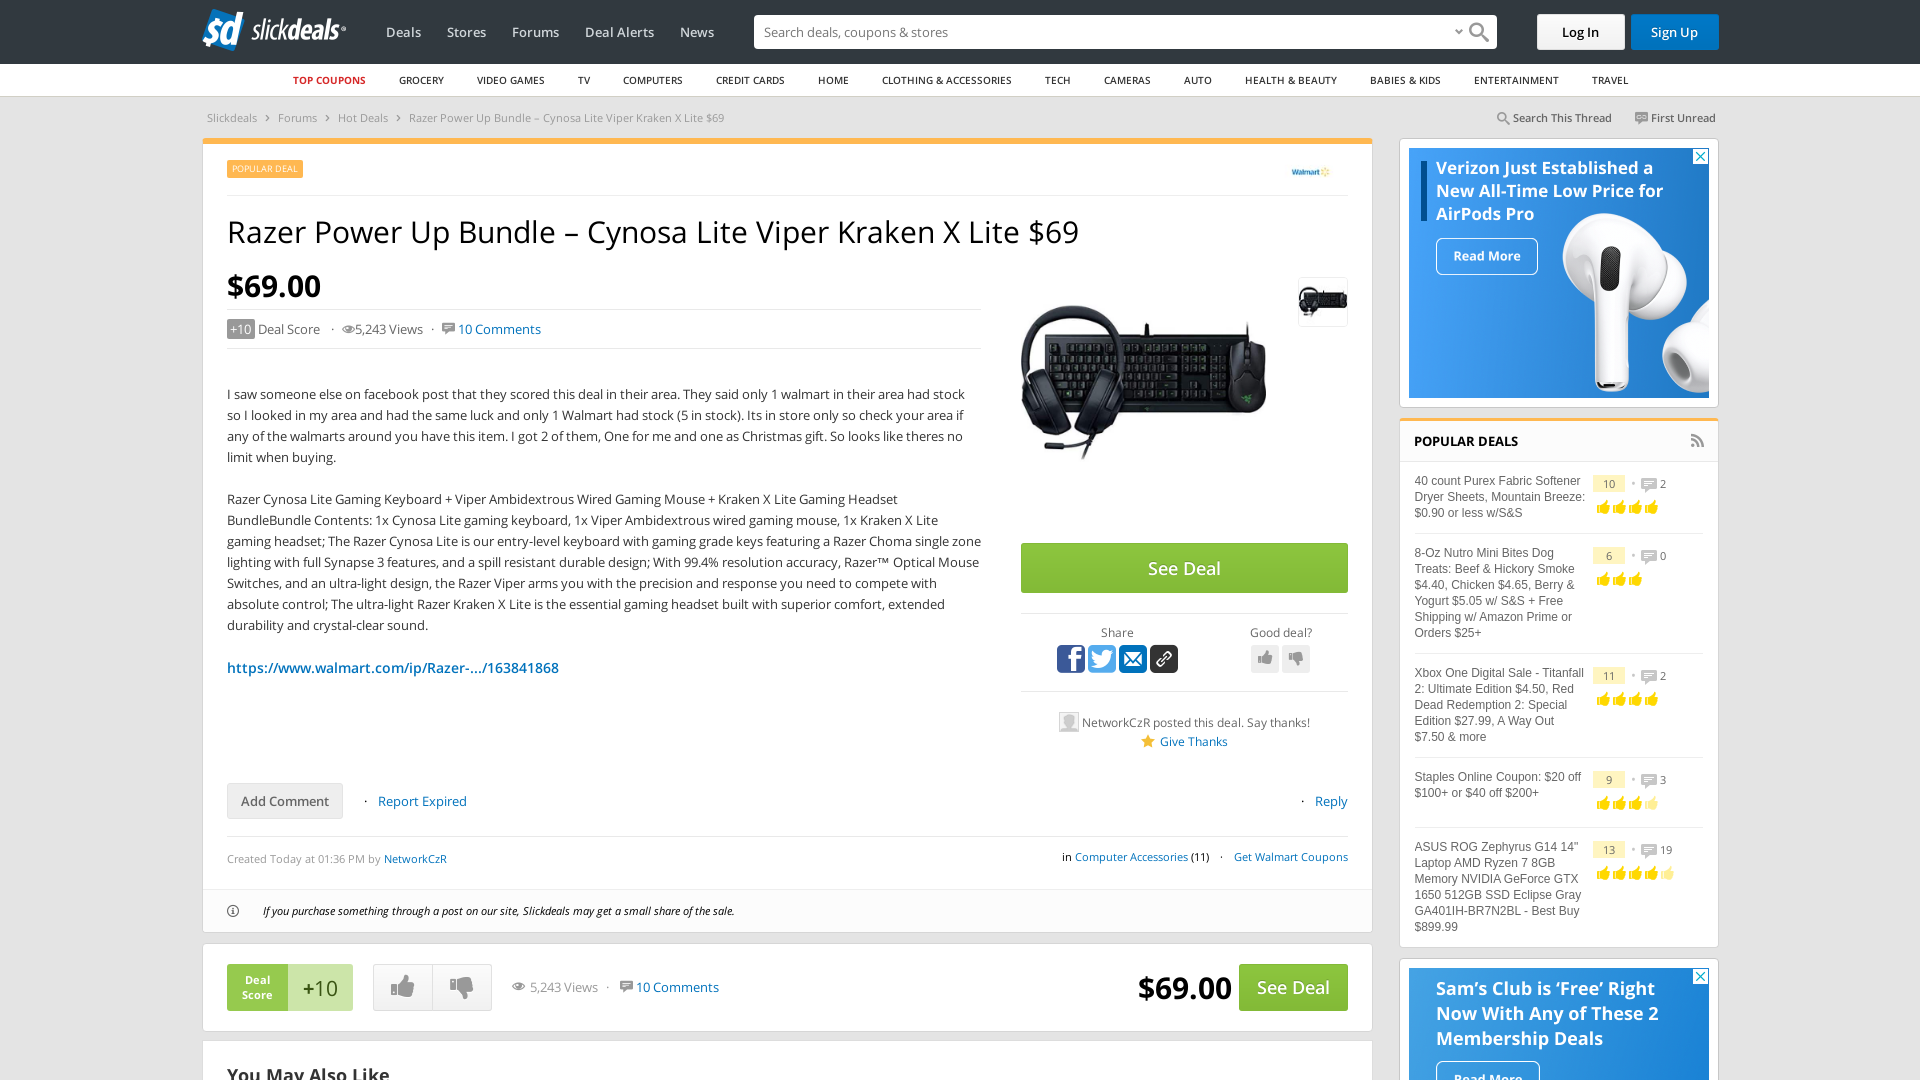 slickdeals
Deals
Stores
Forums
Deal Alerts
News
Search deals, coupons & stores
Log In
Sign Up
TOP COUPONS
GROCERY
VIDEO GAMES
TV
COMPUTERS
CREDIT CARDS
HOME
CLOTHING & ACCESSORIES
TECH
CAMERAS
AUTO
HEALTH & BEAUTY
BABIES & KIDS
ENTERTAINMENT
TRAVEL
Slickdeals > Forums > Hot Deals > Razer Power Up Bundle – Cynosa Lite Viper Kraken X Lite $69
Search This Thread
First Unread
POPULAR DEAL
Walmart
Razer Power Up Bundle – Cynosa Lite Viper Kraken X Lite $69
$69.00
+10 Deal Score · 5,243 Views · 10 Comments
I saw someone else on facebook post that they scored this deal in their area. They said only 1 walmart in their area had stock
so I looked in my area and had the same luck and only 1 Walmart had stock (5 in stock). Its in store only so check your area if
any of the walmarts around you have this item. I got 2 of them, One for me and one as Christmas gift. So looks like theres no
limit when buying.
Razer Cynosa Lite Gaming Keyboard + Viper Ambidextrous Wired Gaming Mouse + Kraken X Lite Gaming Headset
BundleBundle Contents: 1x Cynosa Lite gaming keyboard, 1x Viper Ambidextrous wired gaming mouse, 1x Kraken X Lite
gaming headset; The Razer Cynosa Lite is our entry-level keyboard with gaming grade keys featuring a Razer Choma single zone
lighting with full Synapse 3 features, and a spill resistant durable design; With 99.4% resolution accuracy, Razer™ Optical Mouse
Switches, and an ultra-light design, the Razer Viper arms you with the precision and response you need to compete with
absolute control; The ultra-light Razer Kraken X Lite is the essential gaming headset built with superior comfort, extended
durability and crystal-clear sound.
https://www.walmart.com/ip/Razer-.../163841868
See Deal
Share
Good deal?
NetworkCzR posted this deal. Say thanks!
Give Thanks
Add Comment
· Report Expired
· Reply
Created Today at 01:36 PM by NetworkCzR
in Computer Accessories (11) · Get Walmart Coupons
If you purchase something through a post on our site, Slickdeals may get a small share of the sale.
Deal
Score
+10
5,243 Views · 10 Comments
$69.00
See Deal
You May Also Like
Verizon Just Established a
New All-Time Low Price for
AirPods Pro
Read More
POPULAR DEALS
40 count Purex Fabric Softener
Dryer Sheets, Mountain Breeze:
$0.90 or less w/S&S
10 • 2
8-Oz Nutro Mini Bites Dog
Treats: Beef & Hickory Smoke
$4.40, Chicken $4.65, Berry &
Yogurt $5.05 w/ S&S + Free
Shipping w/ Amazon Prime or
Orders $25+
6 • 0
Xbox One Digital Sale - Titanfall
2: Ultimate Edition $4.50, Red
Dead Redemption 2: Special
Edition $27.99, A Way Out
$7.50 & more
11 • 2
Staples Online Coupon: $20 off
$100+ or $40 off $200+
9 • 3
ASUS ROG Zephyrus G14 14"
Laptop AMD Ryzen 7 8GB
Memory NVIDIA GeForce GTX
1650 512GB SSD Eclipse Gray
GA401IH-BR7N2BL - Best Buy
$899.99
13 • 19
Sam's Club is 'Free' Right
Now With Any of These 2
Membership Deals
Read More